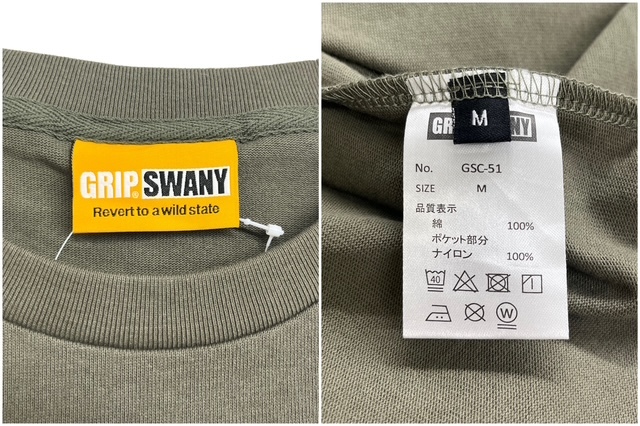 GRIP SWANY
Revert to a wild state
M
GRIP SWANY
No. GSC-51
SIZE M
品質表示
綿 100%
ポケット部分
ナイロン 100%
40
W